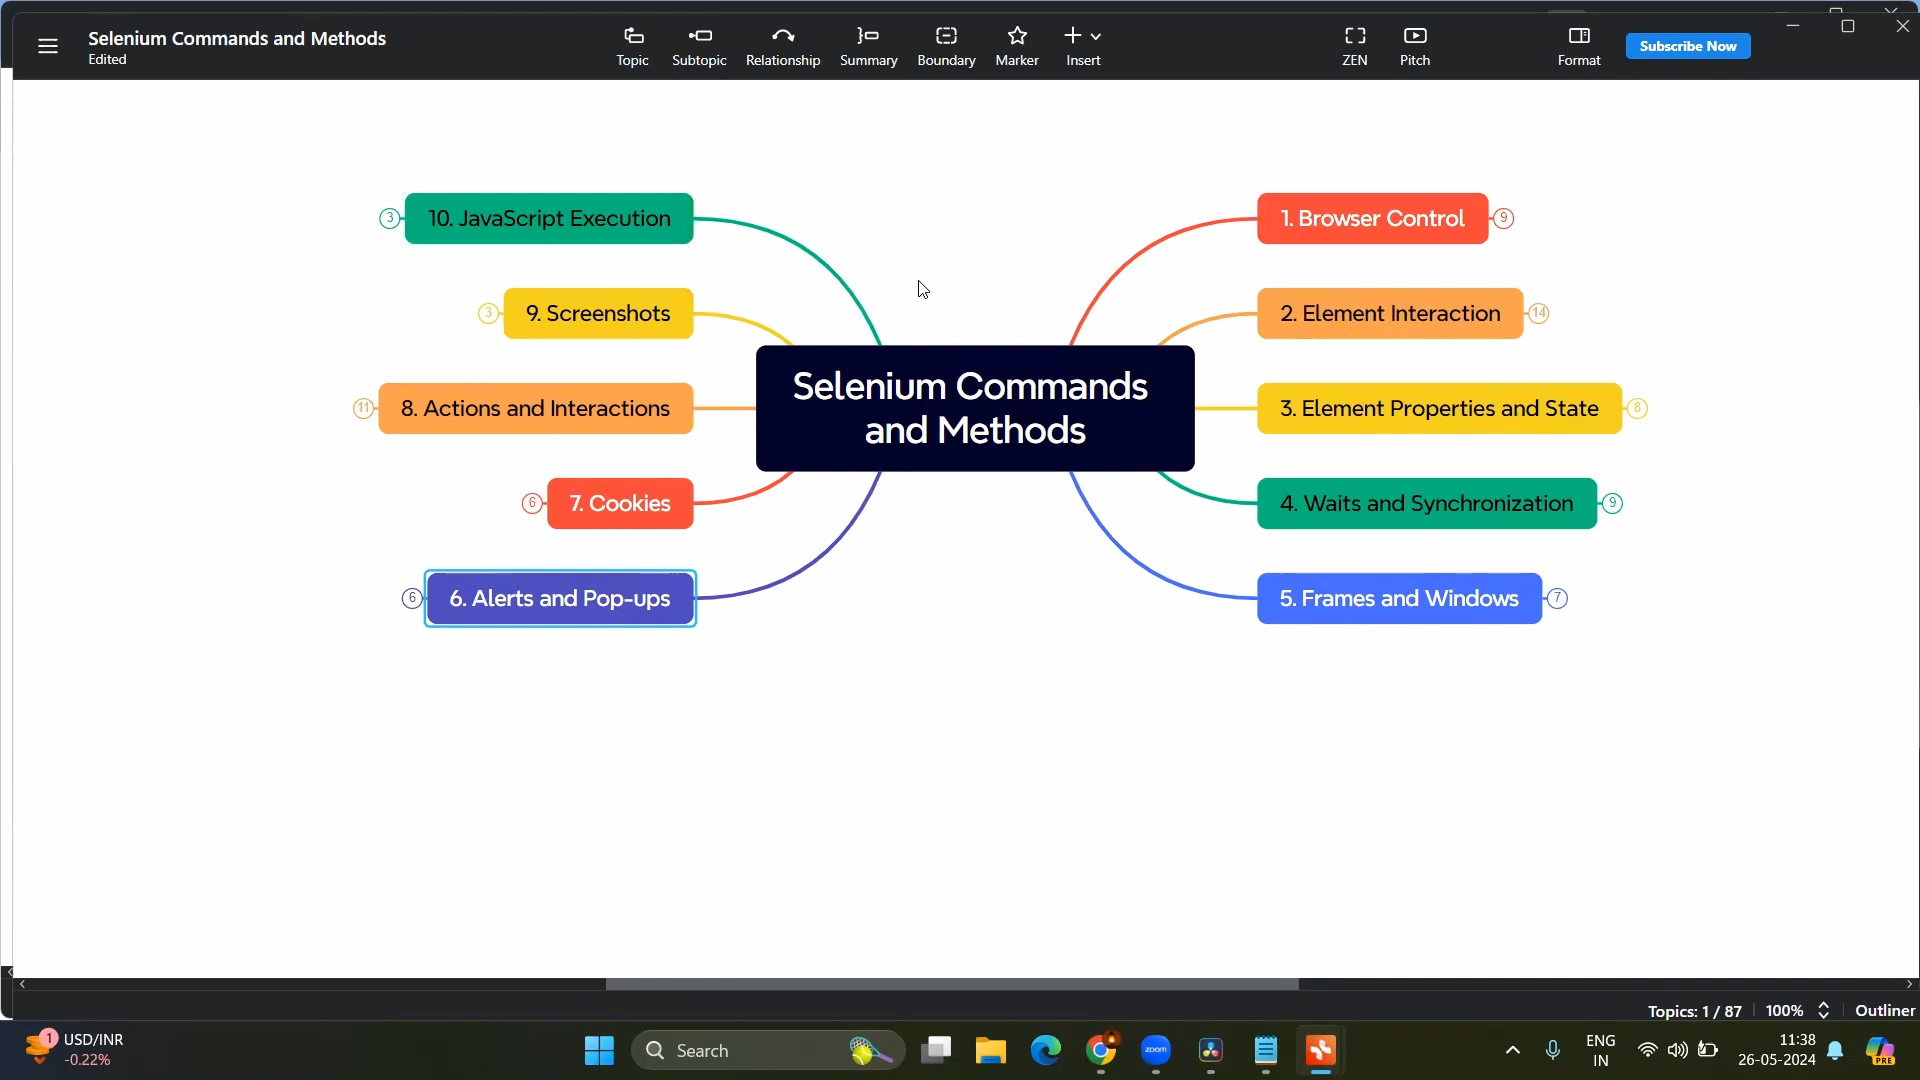 Selenium Commands and Methods
Edited
Topic
Subtopic
Relationship
Summary
Boundary
Marker
Insert
ZEN
Pitch
Format
Subscribe Now
3
10. JavaScript Execution
3
9. Screenshots
11
8. Actions and Interactions
6
7. Cookies
6
6. Alerts and Pop-ups
Selenium Commands
and Methods
1. Browser Control
9
2. Element Interaction
14
3. Element Properties and State
8
4. Waits and Synchronization
9
5. Frames and Windows
7
Topics: 1 / 87
100%
Outliner
1
USD/INR
-0.22%
Search
zoom
ENG
IN
11:38
26-05-2024
PRE